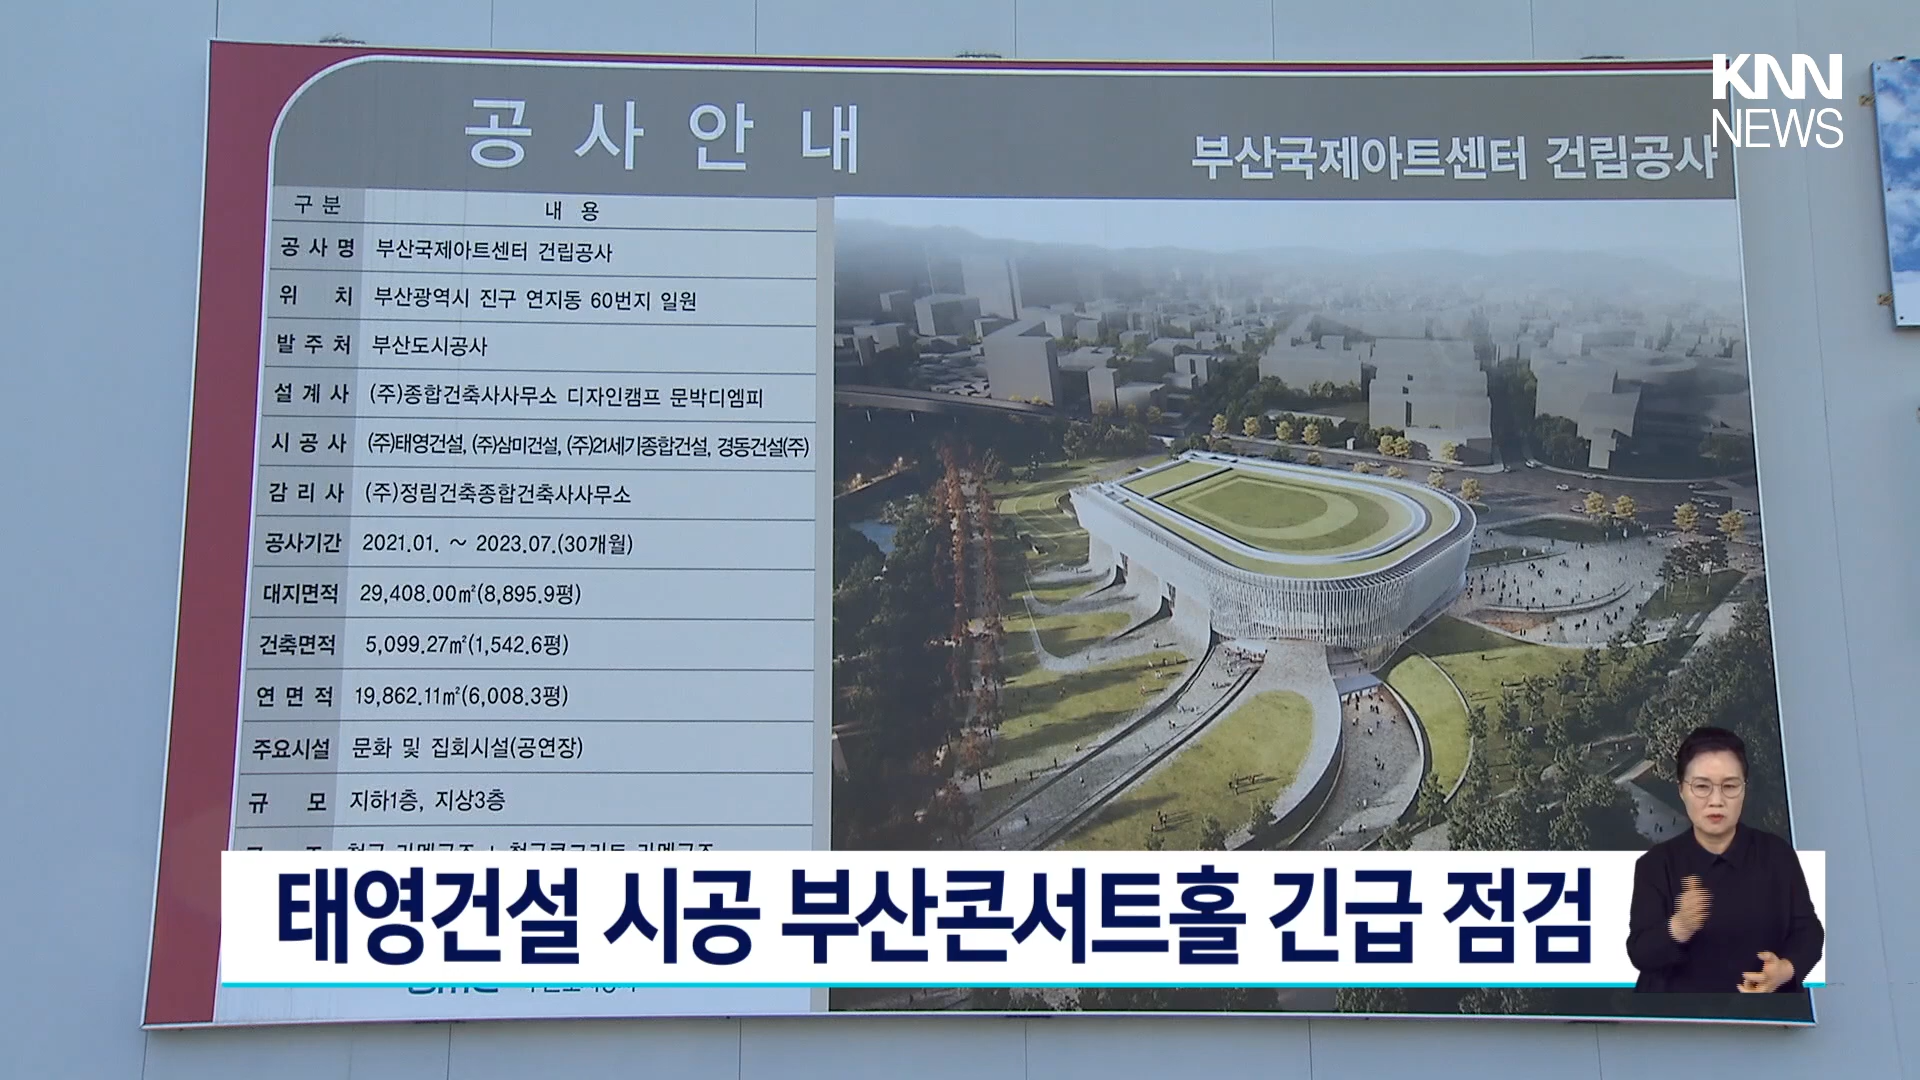 KNN
NEWS
공 사 안 내
부산국제아트센터 건립공사
구 분 내 용
공 사 명 부산국제아트센터 건립공사
위 치 부산광역시 진구 연지동 60번지 일원
발 주 처 부산도시공사
설 계 사 (주)종합건축사사무소 디자인캠프 문박디엠피
시 공 사 (주)태영건설, (주)삼미건설, (주)21세기종합건설, 경동건설(주)
감 리 사 (주)정림건축종합건축사사무소
공사기간 2021.01. ~ 2023.07.(30개월)
대지면적 29,408.00㎡(8,895.9평)
건축면적 5,099.27㎡(1,542.6평)
연 면 적 19,862.11㎡(6,008.3평)
주요시설 문화 및 집회시설(공연장)
규 모 지하1층, 지상3층
태영건설 시공 부산콘서트홀 긴급 점검